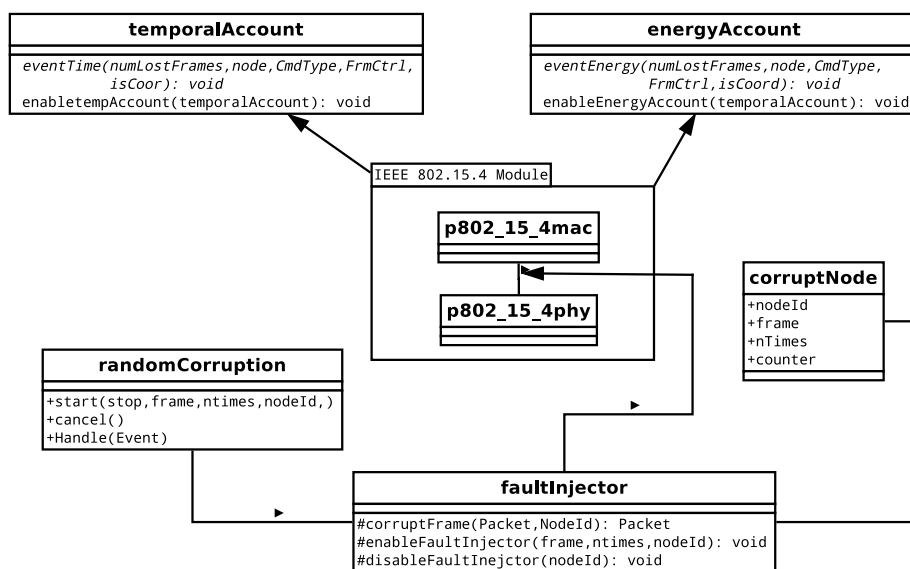 temporalAccount
eventTime(numLostFrames,node,CmdType,FrmCtrl,
isCoor): void
enabletempAccount(temporalAccount): void
energyAccount
eventEnergy(numLostFrames,node,CmdType,
FrmCtrl,isCoord): void
enableEnergyAccount(temporalAccount): void
IEEE 802.15.4 Module
p802_15_4mac
p802_15_4phy
corruptNode
+nodeId
+frame
+nTimes
+counter
randomCorruption
+start(stop,frame,ntimes,nodeId,)
+cancel()
+Handle(Event)
faultInjector
#corruptFrame(Packet,NodeId): Packet
#enableFaultInjector(frame,ntimes,nodeId): void
#disableFaultInejctor(nodeId): void